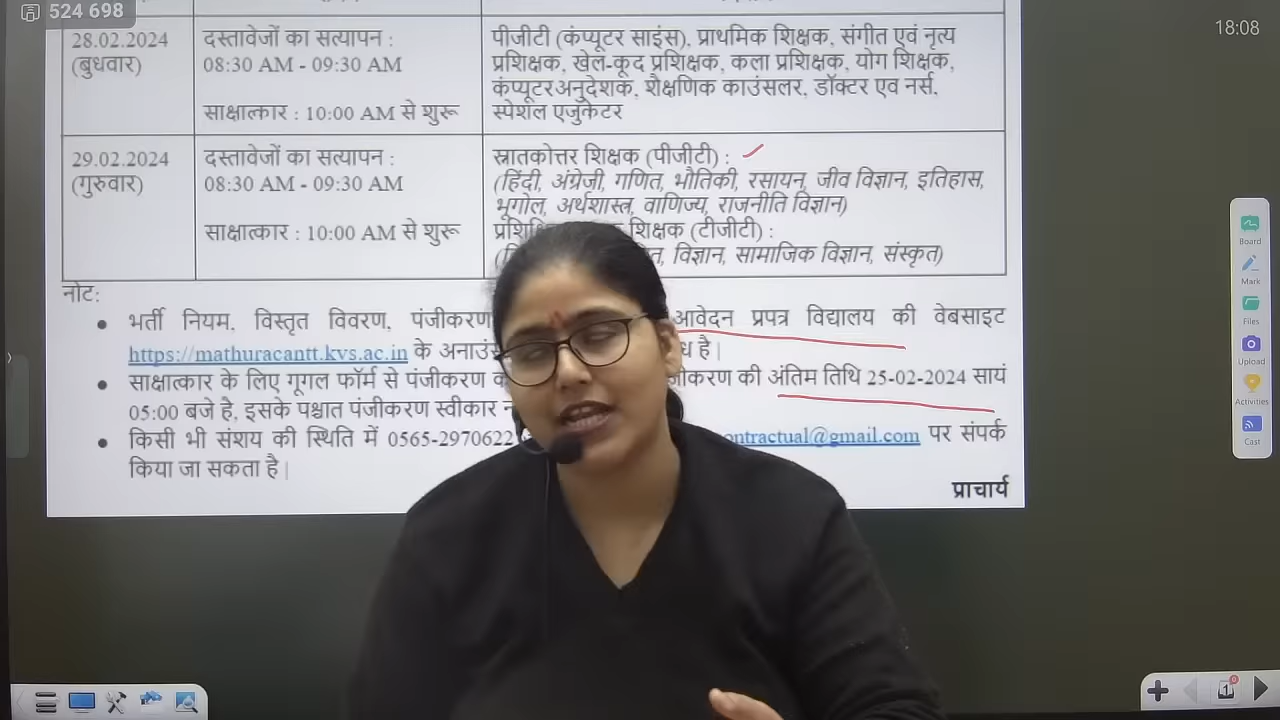 524 698
18:08
28.02.2024
(बुधवार)
दस्तावेजों का सत्यापन :
08:30 AM - 09:30 AM
साक्षात्कार : 10:00 AM से शुरू
पीजीटी (कंप्यूटर साइंस), प्राथमिक शिक्षक, संगीत एवं नृत्य
प्रशिक्षक, खेल-कूद प्रशिक्षक, कला प्रशिक्षक, योग शिक्षक,
कंप्यूटरअनुदेशक, शैक्षणिक काउंसलर, डॉक्टर एव नर्स,
स्पेशल एजुकेटर
29.02.2024
(गुरुवार)
दस्तावेजों का सत्यापन :
08:30 AM - 09:30 AM
साक्षात्कार : 10:00 AM से शुरू
स्नातकोत्तर शिक्षक (पीजीटी) :
(हिंदी, अंग्रेजी, गणित, भौतिकी, रसायन, जीव विज्ञान, इतिहास,
भूगोल, अर्थशास्त्र, वाणिज्य, राजनीति विज्ञान)
शिक्षक (टीजीटी) :
विज्ञान, सामाजिक विज्ञान, संस्कृत)
नोट:
• भर्ती नियम, विस्तृत विवरण, पंजीकरण आवेदन प्रपत्र विद्यालय की वेबसाइट
https://mathuracantt.kvs.ac.in के है|
• साक्षात्कार के लिए गूगल फॉर्म से पंजीकरण की अंतिम तिथि 25-02-2024 सायं
05:00 बजे है, इसके पश्चात पंजीकरण स्वीकार
• किसी भी संशय की स्थिति में 0565-2970622 ontractual@gmail.com पर संपर्क
किया जा सकता है|
प्राचार्य
Board
Mark
Files
Upload
Activities
Cast
1